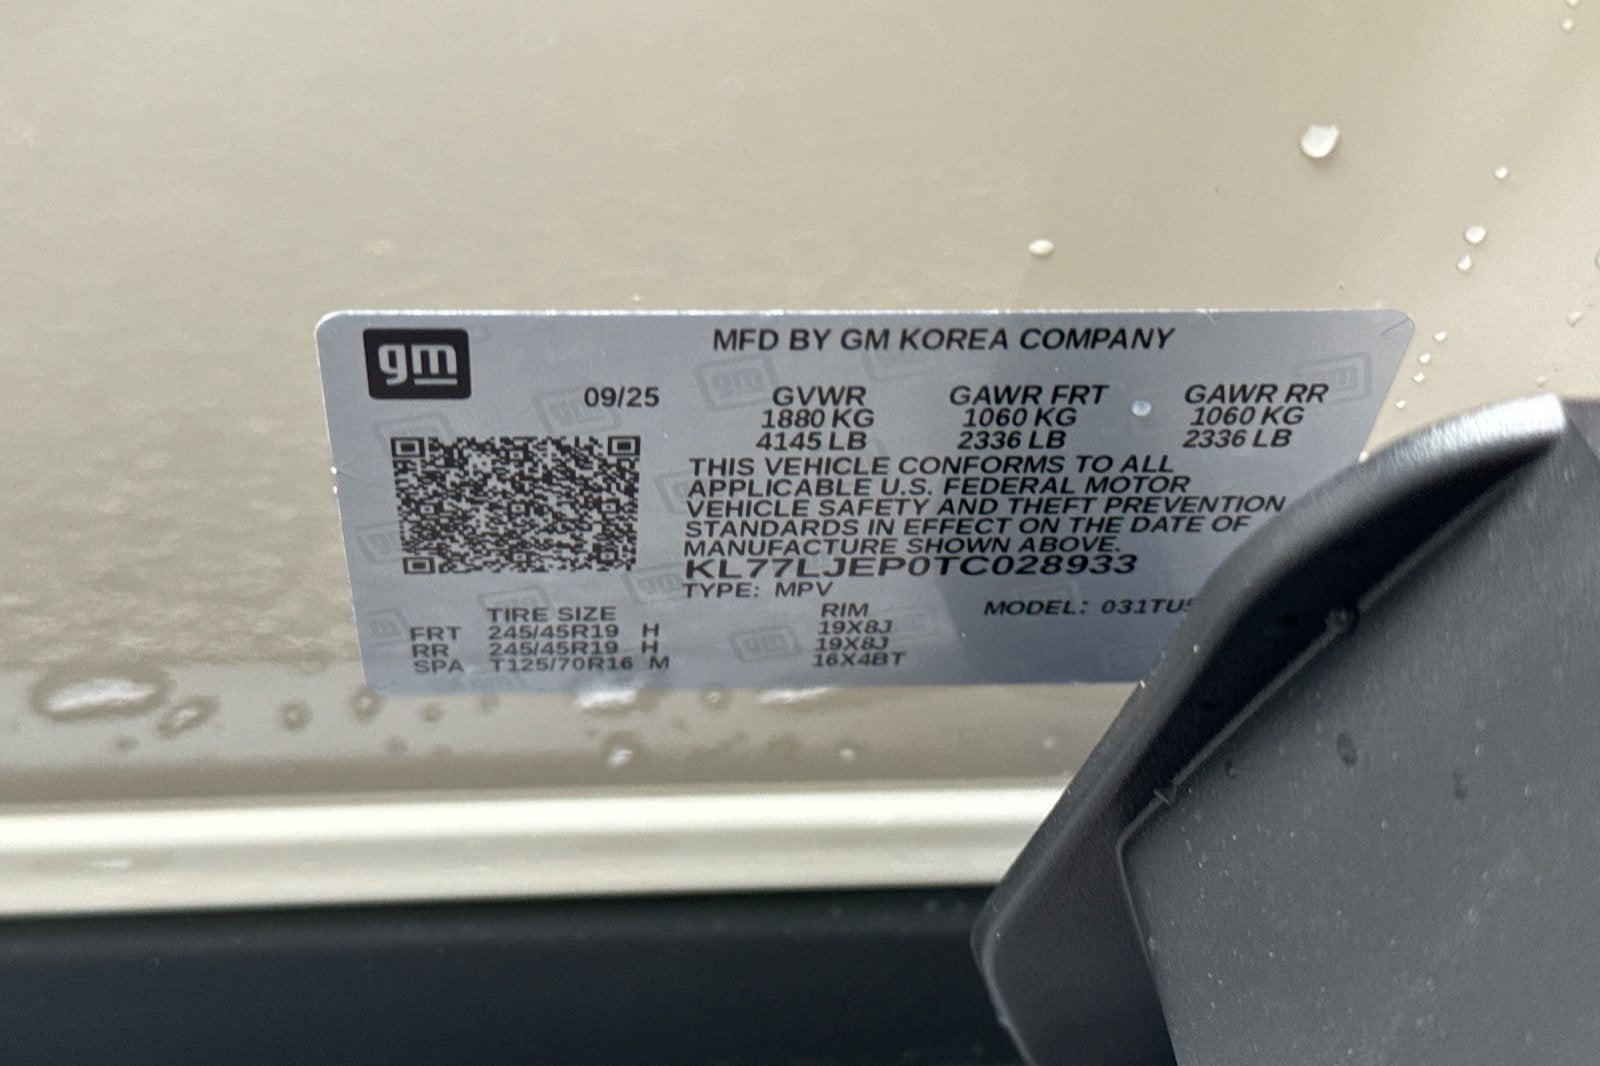 gm
MFD BY GM KOREA COMPANY
09/25 GVWR GAWR FRT GAWR RR
1880 KG 1060 KG 1060 KG
4145 LB 2336 LB 2336 LB
THIS VEHICLE CONFORMS TO ALL
APPLICABLE U.S. FEDERAL MOTOR
VEHICLE SAFETY AND THEFT PREVENTION
STANDARDS IN EFFECT ON THE DATE OF
MANUFACTURE SHOWN ABOVE.
KL77LJEP0TC028933
TYPE: MPV MODEL: 031TU5
TIRE SIZE RIM
FRT 245/45R19 H 19X8J
RR 245/45R19 H 19X8J
SPA T125/70R16 M 16X4BT